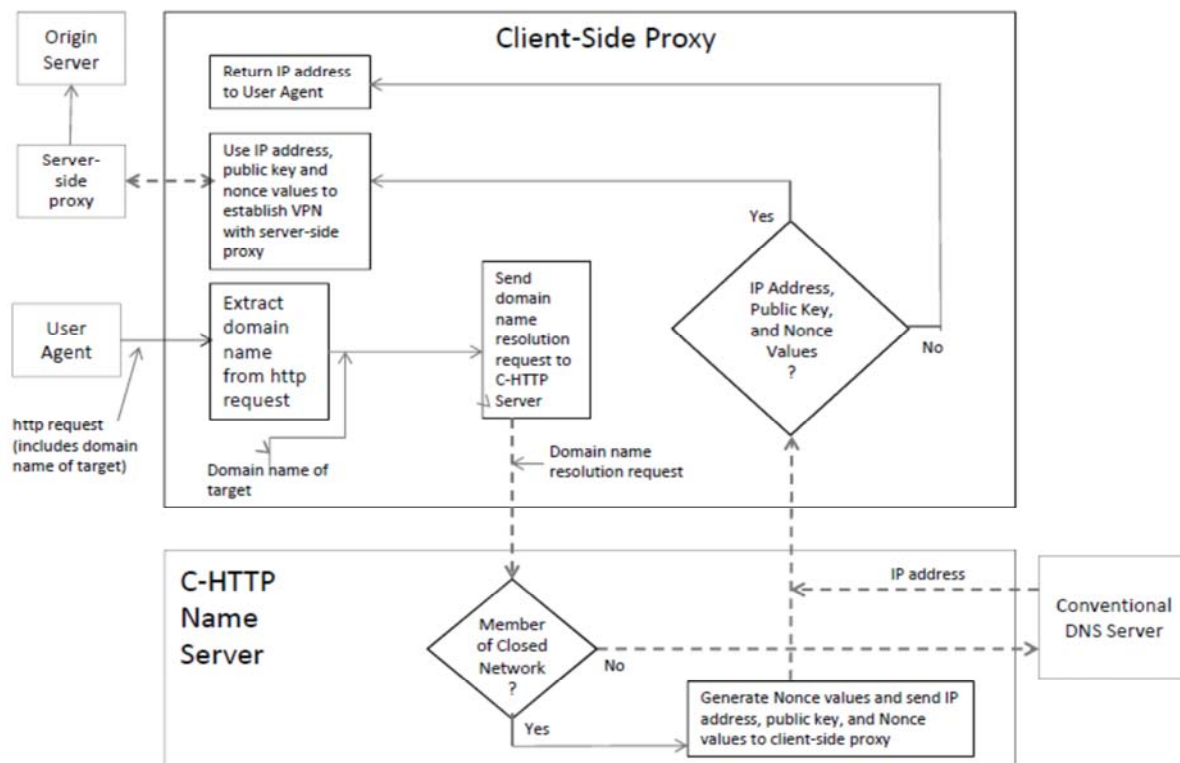 Client-Side Proxy
Origin
Server
Return IP address
to User Agent
Server-
side
proxy
Use IP address,
public key and
nonce values to
establish VPN
with server-side
proxy
Yes
IP Address,
Public Key,
and Nonce
Values
?
No
User
Agent
Extract
domain
name
from http
request
Send
domain
name
resolution
request to
C-HTTP
Server
http request
(includes domain
name of target)
Domain name of
target
Domain name
resolution request
C-HTTP
Name
Server
IP address
Conventional
DNS Server
Member
of Closed
Network
?
No
Yes
Generate Nonce values and send IP
address, public key, and Nonce
values to client-side proxy